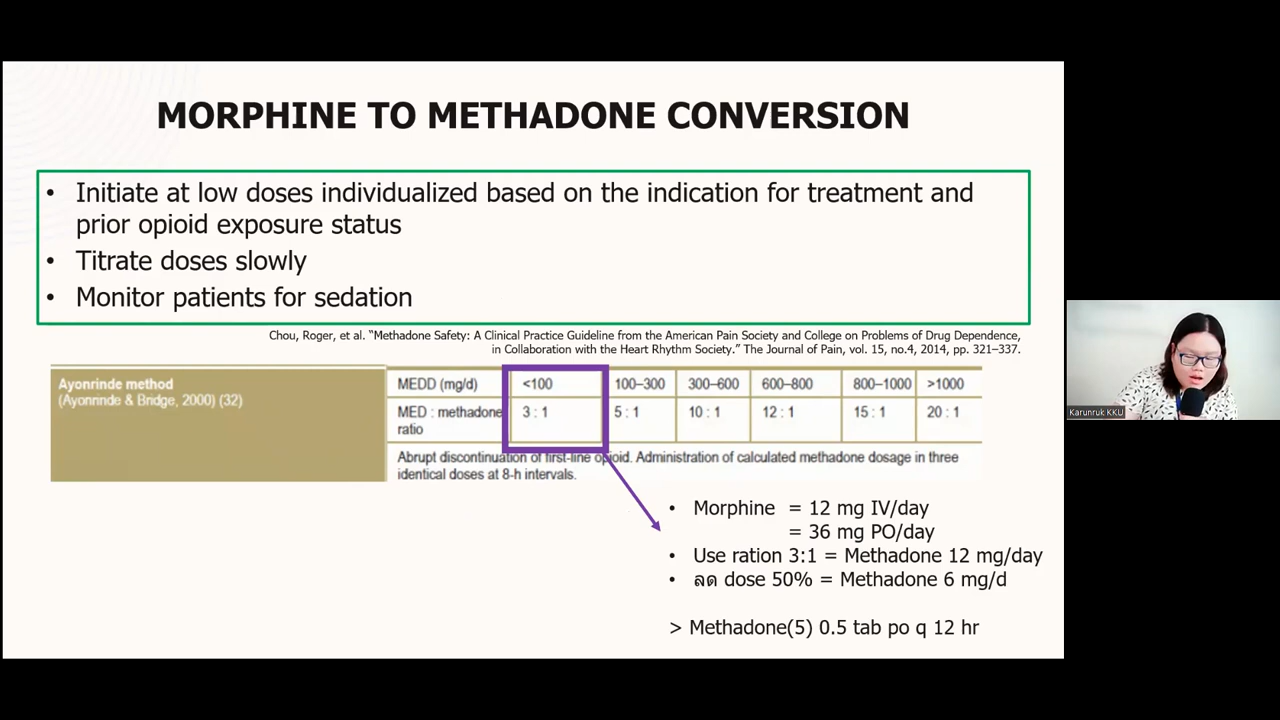 MORPHINE TO METHADONE CONVERSION
• Initiate at low doses individualized based on the indication for treatment and
prior opioid exposure status
• Titrate doses slowly
• Monitor patients for sedation
Chou, Roger, et al. “Methadone Safety: A Clinical Practice Guideline from the American Pain Society and College on Problems of Drug Dependence,
in Collaboration with the Heart Rhythm Society.” The Journal of Pain, vol. 15, no.4, 2014, pp. 321–337.
Ayonrinde method
(Ayonrinde & Bridge, 2000) (32)
MEDD (mg/d) <100 100–300 300–600 600–800 800–1000 >1000
MED : methadone 3 : 1 5 : 1 10 : 1 12 : 1 15 : 1 20 : 1
ratio
Abrupt discontinuation of first-line opioid. Administration of calculated methadone dosage in three
identical doses at 8-h intervals.
• Morphine = 12 mg IV/day
= 36 mg PO/day
• Use ration 3:1 = Methadone 12 mg/day
• ลด dose 50% = Methadone 6 mg/d
> Methadone(5) 0.5 tab po q 12 hr
Karunruk KKU